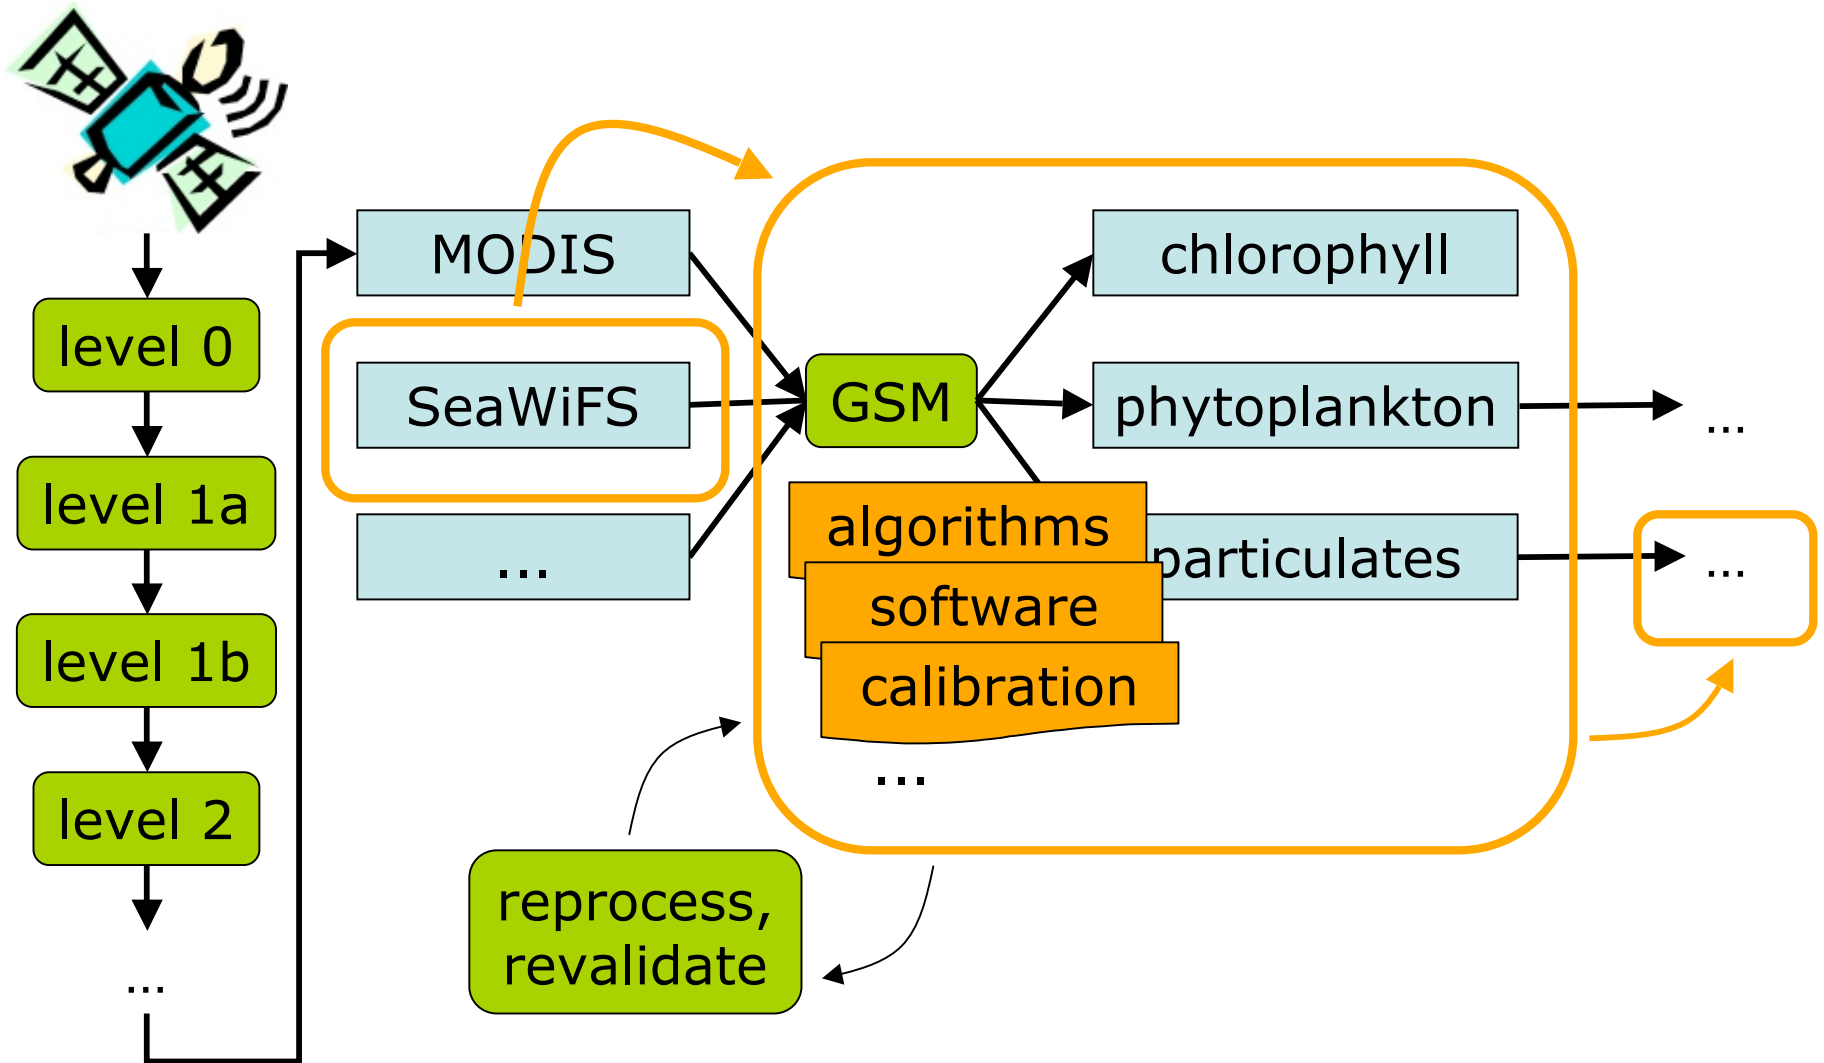 level 0
level 1a
level 1b
level 2
...
MODIS
SeaWiFS
...
GSM
chlorophyll
phytoplankton
particulates
...
...
algorithms
software
calibration
...
reprocess,
revalidate